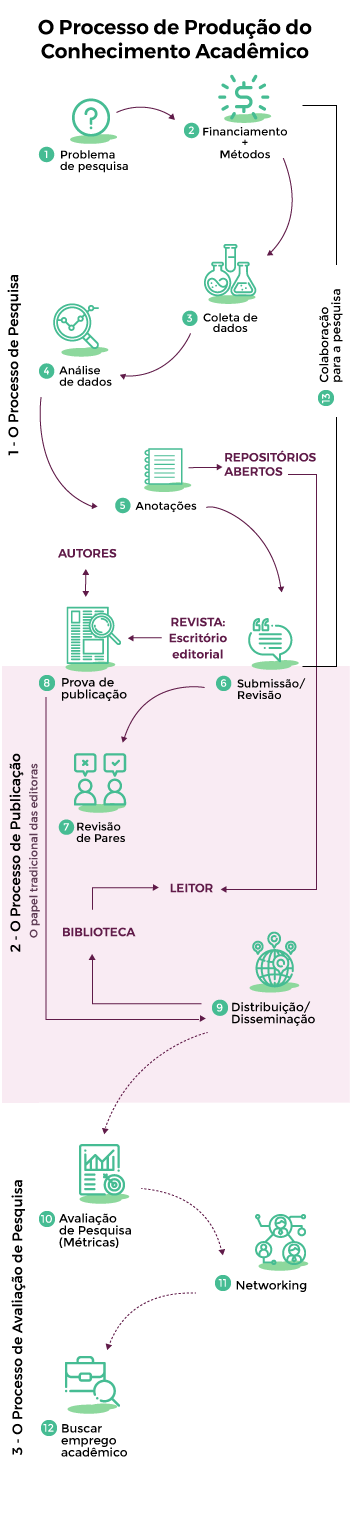 O Processo de Produção do
Conhecimento Acadêmico
1 - O Processo de Pesquisa
1 Problema
de pesquisa
2 Financiamento
+
Métodos
3 Coleta de
dados
13 Colaboração
para a pesquisa
4 Análise
de dados
REPOSITÓRIOS
ABERTOS
5 Anotações
AUTORES
REVISTA:
Escritório
editorial
8 Prova de
publicação
6 Submissão/
Revisão
2 - O Processo de Publicação
O papel tradicional das editoras
7 Revisão
de Pares
LEITOR
BIBLIOTECA
9 Distribuição/
Disseminação
3 - O Processo de Avaliação de Pesquisa
10 Avaliação
de Pesquisa
(Métricas)
11 Networking
12 Buscar
emprego
acadêmico